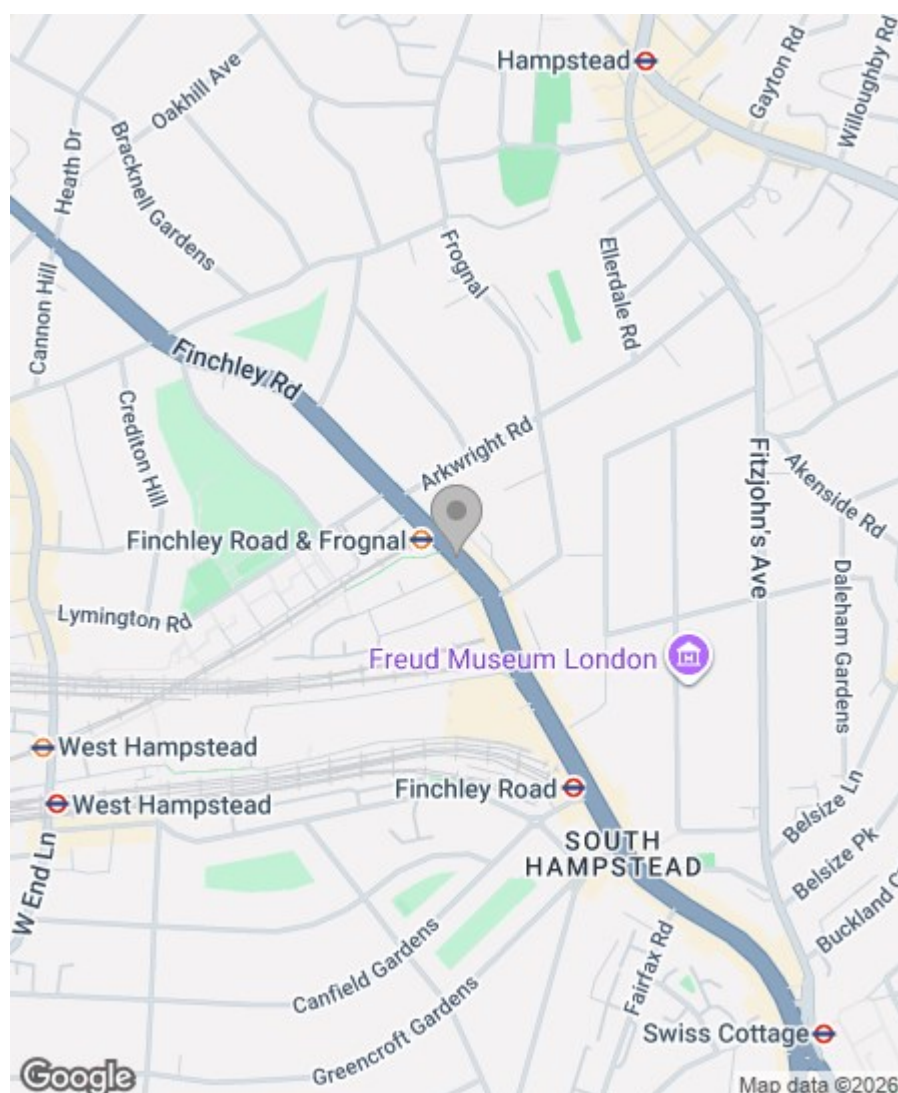 Hampstead
Gayton Rd
Willoughby Rd
Oakhill Ave
Heath Dr
Bracknell Gardens
Frognal
Ellerdale Rd
Cannon Hill
Finchley Rd
Crediton Hill
Arkwright Rd
Fitzjohn's Ave
Akenside Rd
Finchley Road & Frognal
Daleham Gardens
Lymington Rd
Freud Museum London
West Hampstead
West Hampstead
Finchley Road
SOUTH
HAMPSTEAD
Belsize Ln
Belsize Pk
W End Ln
Buckland
Fairfax Rd
Canfield Gardens
Greencroft Gardens
Swiss Cottage
Google
Map data ©2026